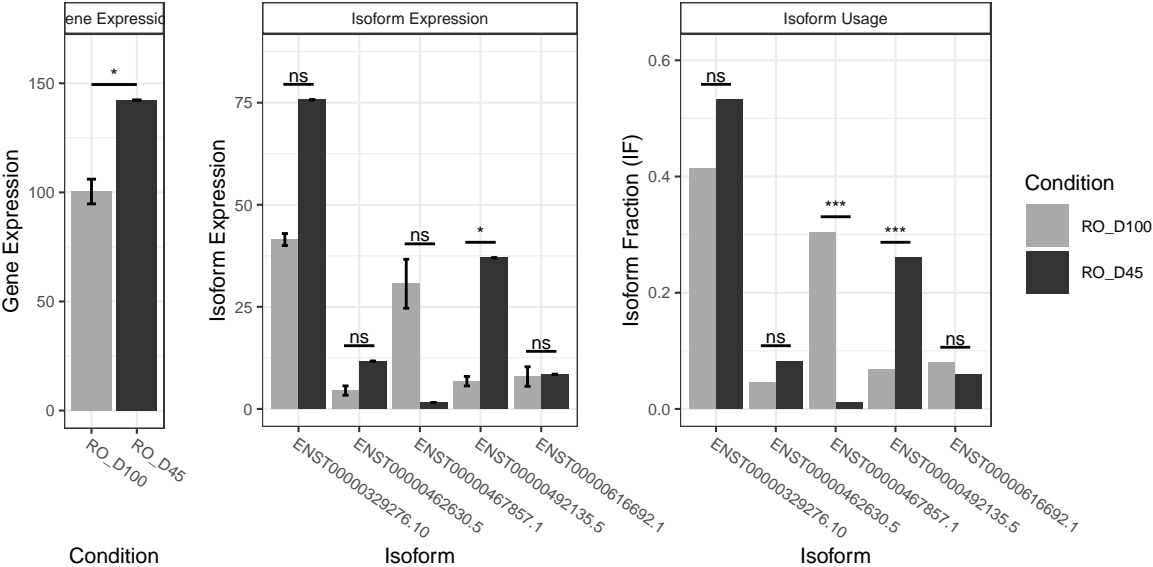 ene Expressio
Gene Expression
150
100
50
0
*
RO_D100
RO_D45
Condition
Isoform Expression
Isoform Expression
75
50
25
0
ns
ns
ns
*
ns
ENST00000329276.10
ENST00000462630.5
ENST00000467857.1
ENST00000492135.5
ENST00000616692.1
Isoform
Isoform Usage
Isoform Fraction (IF)
0.6
0.4
0.2
0.0
ns
ns
***
***
ns
ENST00000329276.10
ENST00000462630.5
ENST00000467857.1
ENST00000492135.5
ENST00000616692.1
Isoform
Condition
RO_D100
RO_D45